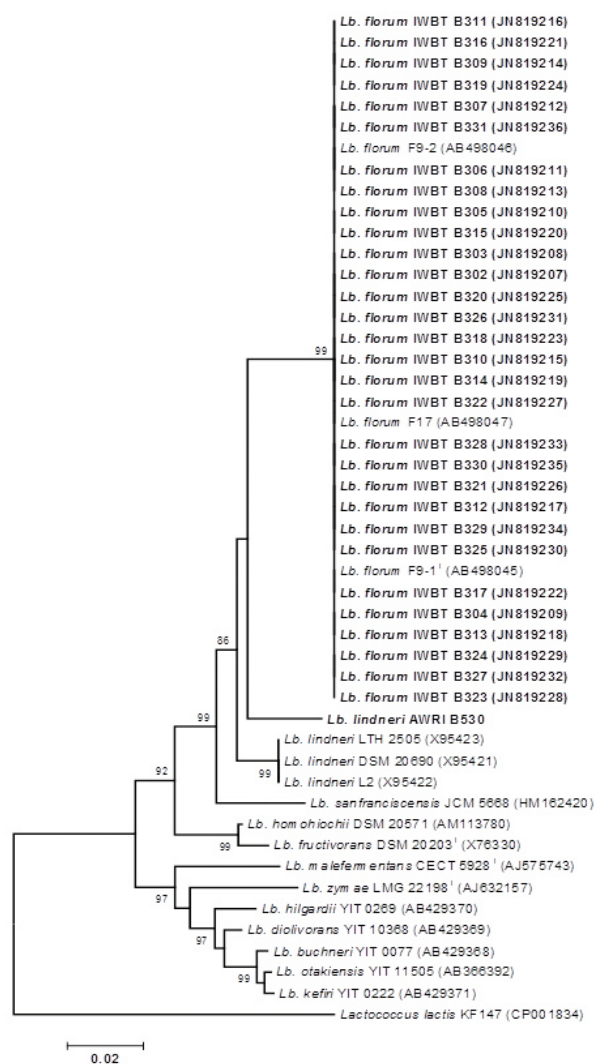 Lb. florum IWBT B311 (JN819216)
Lb. florum IWBT B316 (JN819221)
Lb. florum IWBT B309 (JN819214)
Lb. florum IWBT B319 (JN819224)
Lb. florum IWBT B307 (JN819212)
Lb. florum IWBT B331 (JN819236)
Lb. florum F9-2 (AB498046)
Lb. florum IWBT B306 (JN819211)
Lb. florum IWBT B308 (JN819213)
Lb. florum IWBT B305 (JN819210)
Lb. florum IWBT B315 (JN819220)
Lb. florum IWBT B303 (JN819208)
Lb. florum IWBT B302 (JN819207)
Lb. florum IWBT B320 (JN819225)
Lb. florum IWBT B326 (JN819231)
Lb. florum IWBT B318 (JN819223)
99
Lb. florum IWBT B310 (JN819215)
Lb. florum IWBT B314 (JN819219)
Lb. florum IWBT B322 (JN819227)
Lb. florum F17 (AB498047)
Lb. florum IWBT B328 (JN819233)
Lb. florum IWBT B330 (JN819235)
Lb. florum IWBT B321 (JN819226)
Lb. florum IWBT B312 (JN819217)
Lb. florum IWBT B329 (JN819234)
Lb. florum IWBT B325 (JN819230)
Lb. florum F9-1ᵀ (AB498045)
Lb. florum IWBT B317 (JN819222)
Lb. florum IWBT B304 (JN819209)
Lb. florum IWBT B313 (JN819218)
86
Lb. florum IWBT B324 (JN819229)
Lb. florum IWBT B327 (JN819232)
Lb. florum IWBT B323 (JN819228)
99
Lb. lindneri AWRI B530
Lb. lindneri LTH 2505 (X95423)
Lb. lindneri DSM 20690 (X95421)
99
92
Lb. lindneri L2 (X95422)
Lb. sanfranciscensis JCM 5668 (HM162420)
Lb. homohiochii DSM 20571 (AM113780)
99
Lb. fructivorans DSM 20203ᵀ (X76330)
Lb. malefermentans CECT 5928ᵀ (AJ575743)
97
Lb. zymae LMG 22198ᵀ (AJ632157)
Lb. hilgardii YIT 0269 (AB429370)
97
Lb. diolivorans YIT 10368 (AB429369)
Lb. buchneri YIT 0077 (AB429368)
99
Lb. otakiensis YIT 11505 (AB366392)
Lb. kefiri YIT 0222 (AB429371)
Lactococcus lactis KF147 (CP001834)
0.02